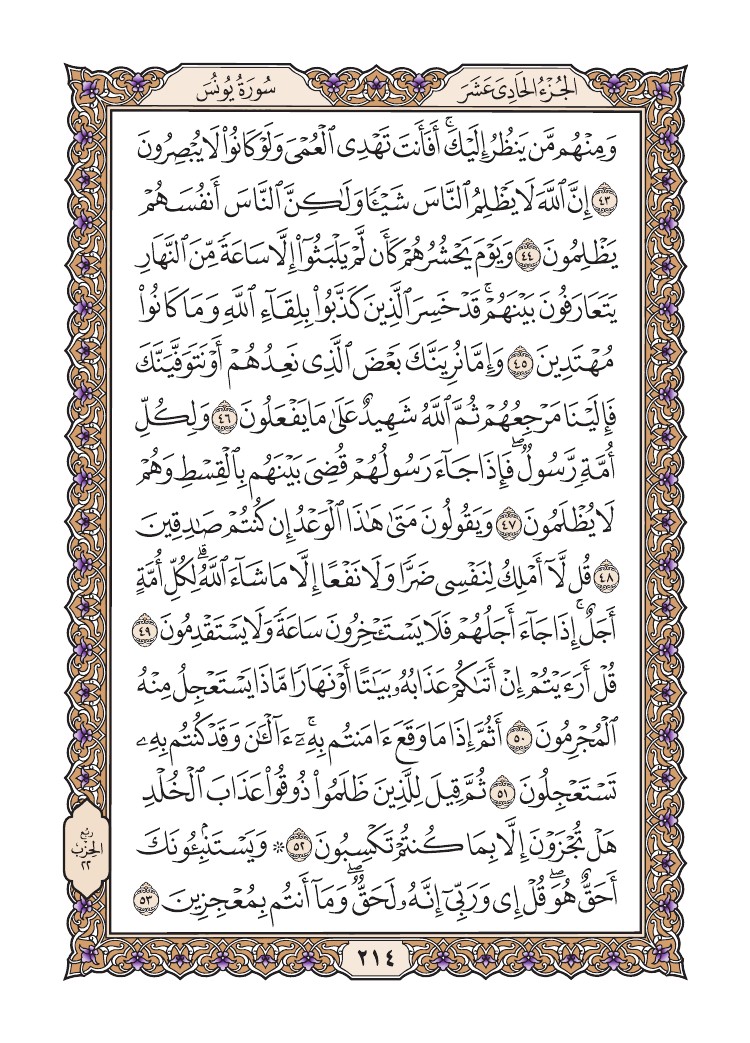 الجُزْءُ الحَادِىَ عَشَرَ
سُورَةُ يُونُسَ
وَمِنْهُم مَّن يَنظُرُ إِلَيْكَ ۚ أَفَأَنتَ تَهْدِى ٱلْعُمْىَ وَلَوْ كَانُوا۟ لَا يُبْصِرُونَ
٤٣ إِنَّ ٱللَّهَ لَا يَظْلِمُ ٱلنَّاسَ شَيْـًٔا وَلَـٰكِنَّ ٱلنَّاسَ أَنفُسَهُمْ
يَظْلِمُونَ ٤٤ وَيَوْمَ يَحْشُرُهُمْ كَأَن لَّمْ يَلْبَثُوٓا۟ إِلَّا سَاعَةً مِّنَ ٱلنَّهَارِ
يَتَعَارَفُونَ بَيْنَهُمْ ۚ قَدْ خَسِرَ ٱلَّذِينَ كَذَّبُوا۟ بِلِقَآءِ ٱللَّهِ وَمَا كَانُوا۟
مُهْتَدِينَ ٤٥ وَإِمَّا نُرِيَنَّكَ بَعْضَ ٱلَّذِى نَعِدُهُمْ أَوْ نَتَوَفَّيَنَّكَ
فَإِلَيْنَا مَرْجِعُهُمْ ثُمَّ ٱللَّهُ شَهِيدٌ عَلَىٰ مَا يَفْعَلُونَ ٤٦ وَلِكُلِّ
أُمَّةٍ رَّسُولٌ ۖ فَإِذَا جَآءَ رَسُولُهُمْ قُضِىَ بَيْنَهُم بِٱلْقِسْطِ وَهُمْ
لَا يُظْلَمُونَ ٤٧ وَيَقُولُونَ مَتَىٰ هَـٰذَا ٱلْوَعْدُ إِن كُنتُمْ صَـٰدِقِينَ
٤٨ قُل لَّآ أَمْلِكُ لِنَفْسِى ضَرًّا وَلَا نَفْعًا إِلَّا مَا شَآءَ ٱللَّهُ ۗ لِكُلِّ أُمَّةٍ
أَجَلٌ ۚ إِذَا جَآءَ أَجَلُهُمْ فَلَا يَسْتَـْٔخِرُونَ سَاعَةً وَلَا يَسْتَقْدِمُونَ ٤٩
قُلْ أَرَءَيْتُمْ إِنْ أَتَىٰكُمْ عَذَابُهُۥ بَيَـٰتًا أَوْ نَهَارًا مَّاذَا يَسْتَعْجِلُ مِنْهُ
ٱلْمُجْرِمُونَ ٥٠ أَثُمَّ إِذَا مَا وَقَعَ ءَامَنتُم بِهِۦٓ ۚ ءَآلْـَٔـٰنَ وَقَدْ كُنتُم بِهِۦ
تَسْتَعْجِلُونَ ٥١ ثُمَّ قِيلَ لِلَّذِينَ ظَلَمُوا۟ ذُوقُوا۟ عَذَابَ ٱلْخُلْدِ
هَلْ تُجْزَوْنَ إِلَّا بِمَا كُنتُمْ تَكْسِبُونَ ٥٢ ۞ وَيَسْتَنۢبِـُٔونَكَ
أَحَقٌّ هُوَ ۖ قُلْ إِى وَرَبِّىٓ إِنَّهُۥ لَحَقٌّ ۖ وَمَآ أَنتُم بِمُعْجِزِينَ ٥٣
ربع
الحزب
٢٢
٢١٤